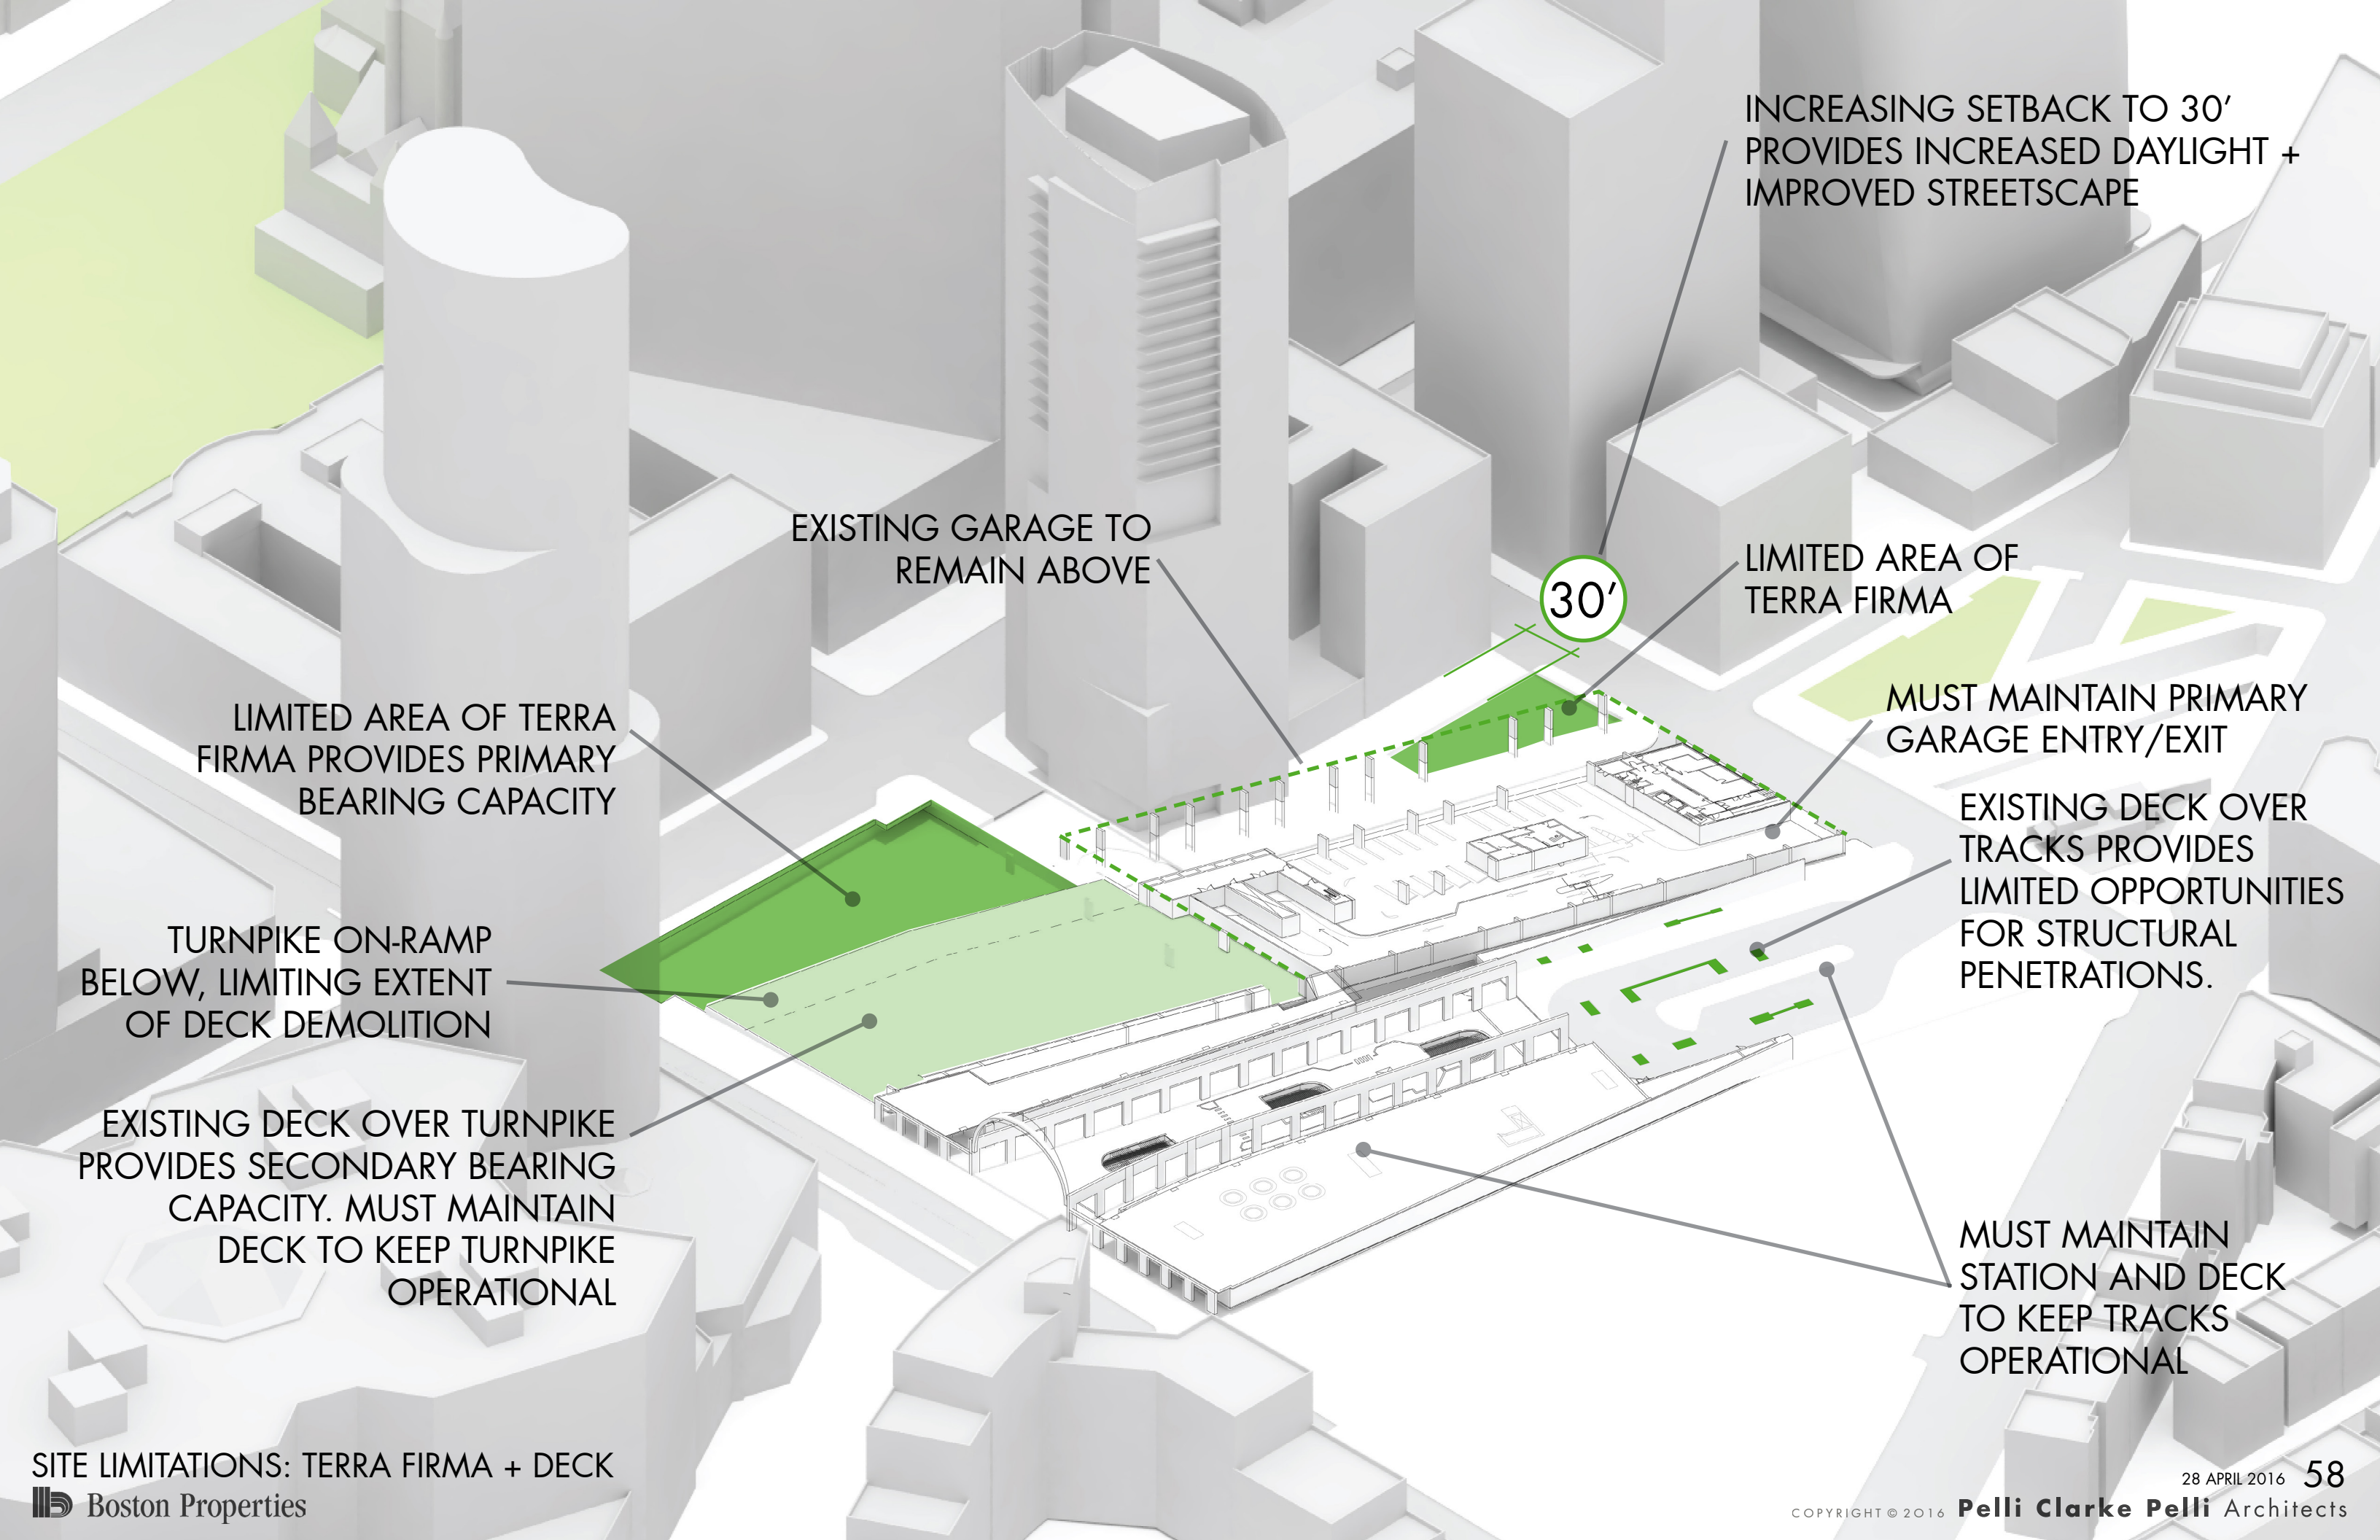 INCREASING SETBACK TO 30′
PROVIDES INCREASED DAYLIGHT +
IMPROVED STREETSCAPE
EXISTING GARAGE TO
REMAIN ABOVE
30′
LIMITED AREA OF
TERRA FIRMA
MUST MAINTAIN PRIMARY
GARAGE ENTRY/EXIT
LIMITED AREA OF TERRA
FIRMA PROVIDES PRIMARY
BEARING CAPACITY
EXISTING DECK OVER
TRACKS PROVIDES
LIMITED OPPORTUNITIES
FOR STRUCTURAL
PENETRATIONS.
TURNPIKE ON-RAMP
BELOW, LIMITING EXTENT
OF DECK DEMOLITION
EXISTING DECK OVER TURNPIKE
PROVIDES SECONDARY BEARING
CAPACITY. MUST MAINTAIN
DECK TO KEEP TURNPIKE
OPERATIONAL
MUST MAINTAIN
STATION AND DECK
TO KEEP TRACKS
OPERATIONAL
SITE LIMITATIONS: TERRA FIRMA + DECK
Boston Properties
28 APRIL 2016 58
COPYRIGHT © 2016 Pelli Clarke Pelli Architects